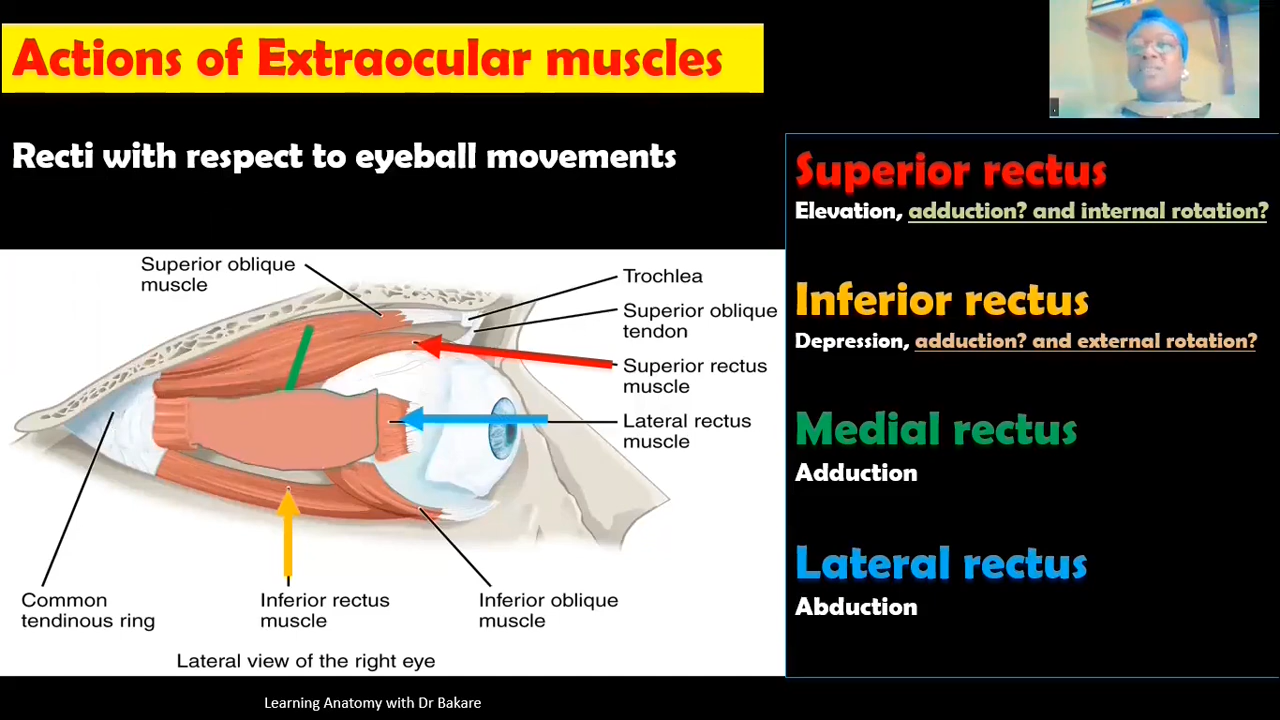 Actions of Extraocular muscles
Recti with respect to eyeball movements
Superior oblique
muscle
Trochlea
Superior oblique
tendon
Superior rectus
muscle
Lateral rectus
muscle
Common
tendinous ring
Inferior rectus
muscle
Inferior oblique
muscle
Lateral view of the right eye
Superior rectus
Elevation, adduction? and internal rotation?
Inferior rectus
Depression, adduction? and external rotation?
Medial rectus
Adduction
Lateral rectus
Abduction
Learning Anatomy with Dr Bakare